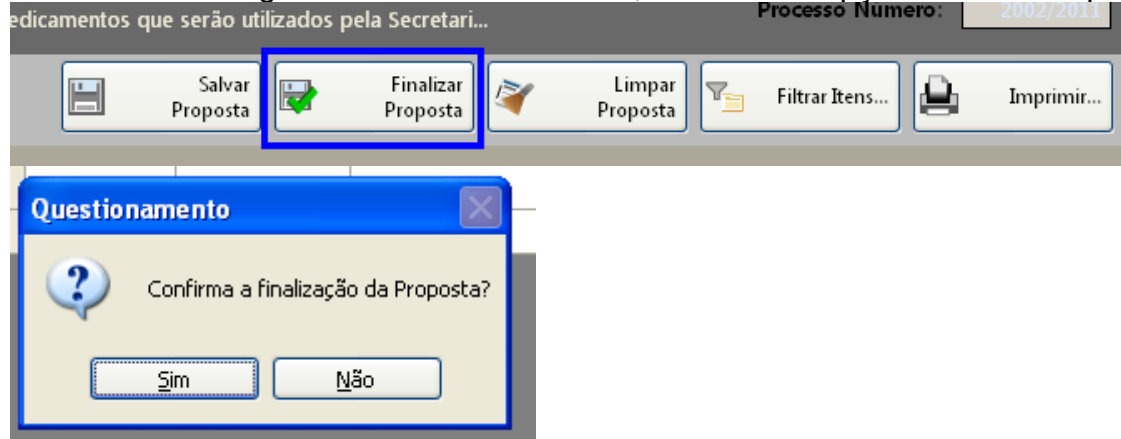 edicamentos que serão utilizados pela Secretari...
Processo Número: 2002/2011
Salvar
Proposta
Finalizar
Proposta
Limpar
Proposta
Filtrar Itens...
Imprimir...
Questionamento
Confirma a finalização da Proposta?
Sim
Não